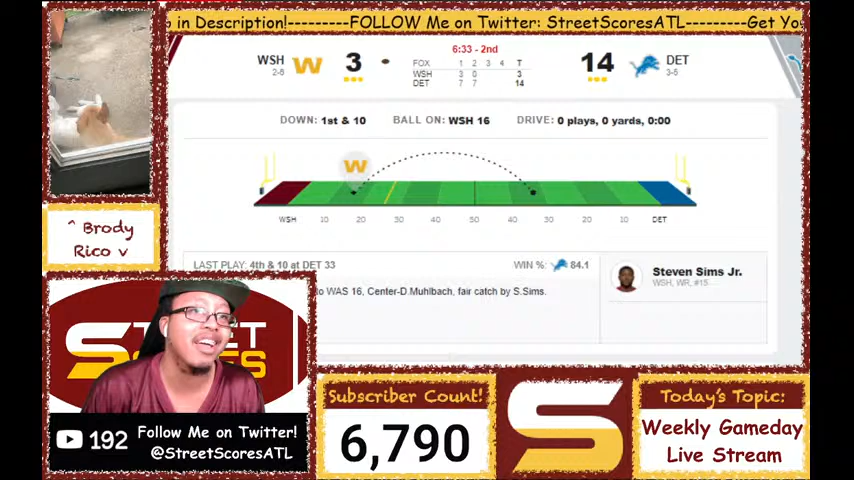 in Description!---------FOLLOW Me on Twitter: StreetScoresATL---------Get Yo
WSH
2-6
W
3
6:33 - 2nd
FOX 1 2 3 4 T
WSH 3 0 3
DET 7 7 14
14
DET
3-5
DOWN: 1st & 10
BALL ON: WSH 16
DRIVE: 0 plays, 0 yards, 0:00
W
WSH 10 20 30 40 50 40 30 20 10 DET
LAST PLAY: 4th & 10 at DET 33
WIN %: 84.1
to WAS 16, Center-D.Muhlbach, fair catch by S.Sims.
Steven Sims Jr.
WSH, WR, #15
^ Brody
Rico v
192
Follow Me on Twitter!
@StreetScoresATL
Subscriber Count!
6,790
S
Today's Topic:
Weekly Gameday
Live Stream